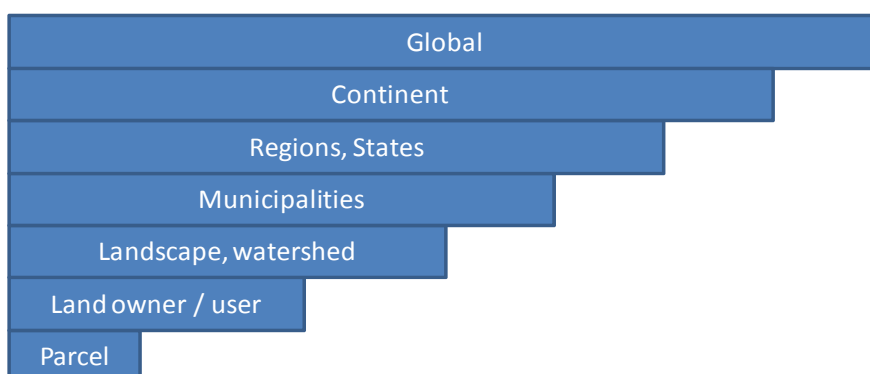 Global
Continent
Regions, States
Municipalities
Landscape, watershed
Land owner / user
Parcel